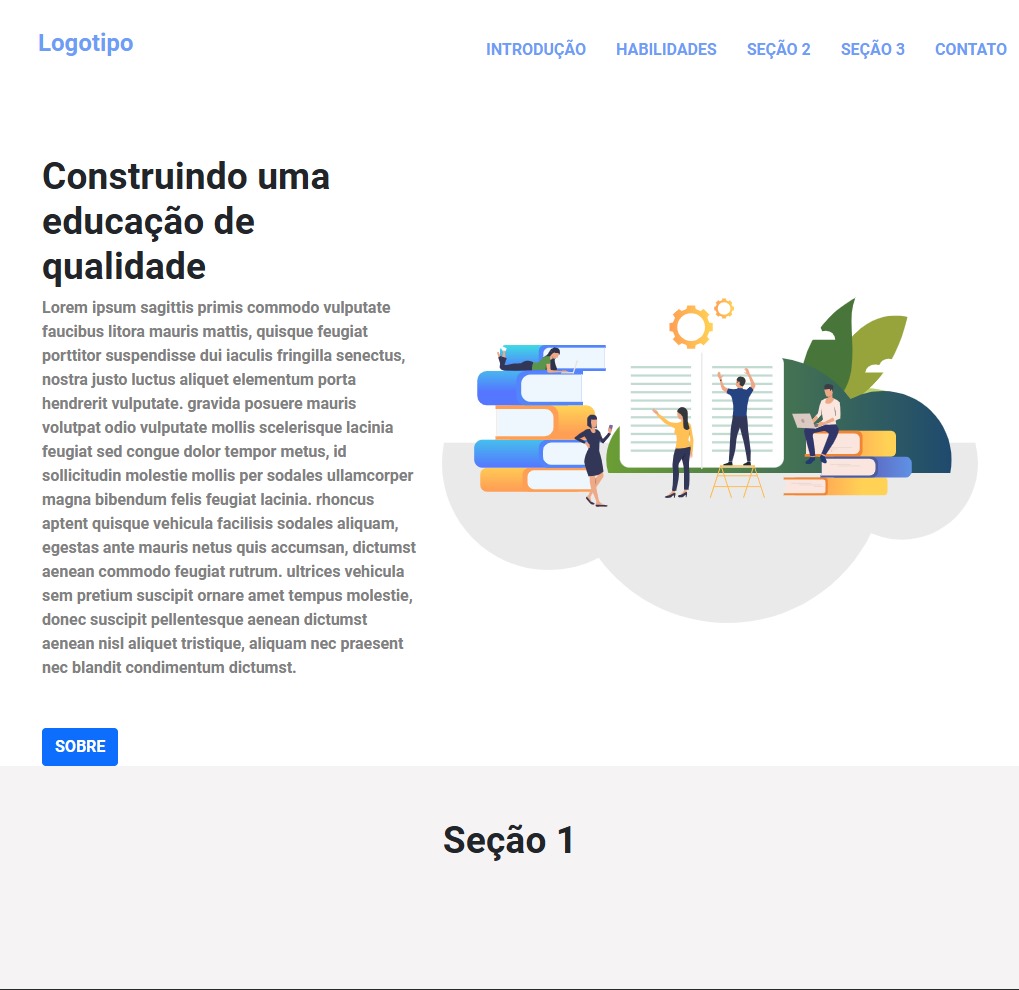 Logotipo
INTRODUÇÃO HABILIDADES SEÇÃO 2 SEÇÃO 3 CONTATO
Construindo uma
educação de
qualidade
Lorem ipsum sagittis primis commodo vulputate
faucibus litora mauris mattis, quisque feugiat
porttitor suspendisse dui iaculis fringilla senectus,
nostra justo luctus aliquet elementum porta
hendrerit vulputate. gravida posuere mauris
volutpat odio vulputate mollis scelerisque lacinia
feugiat sed congue dolor tempor metus, id
sollicitudin molestie mollis per sodales ullamcorper
magna bibendum felis feugiat lacinia. rhoncus
aptent quisque vehicula facilisis sodales aliquam,
egestas ante mauris netus quis accumsan, dictumst
aenean commodo feugiat rutrum. ultrices vehicula
sem pretium suscipit ornare amet tempus molestie,
donec suscipit pellentesque aenean dictumst
aenean nisl aliquet tristique, aliquam nec praesent
nec blandit condimentum dictumst.
SOBRE
Seção 1